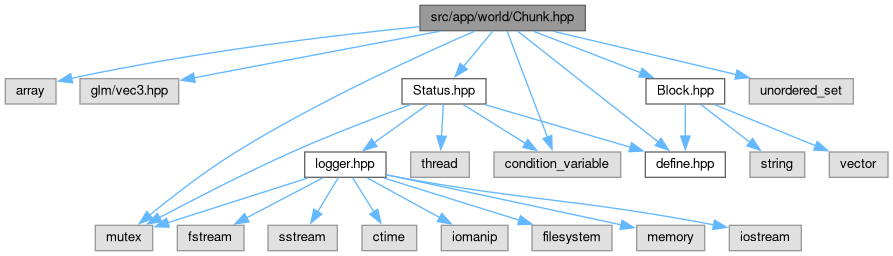 src/app/world/Chunk.hpp
array
glm/vec3.hpp
Status.hpp
Block.hpp
unordered_set
logger.hpp
thread
condition_variable
define.hpp
string
vector
mutex
fstream
sstream
ctime
iomanip
filesystem
memory
iostream